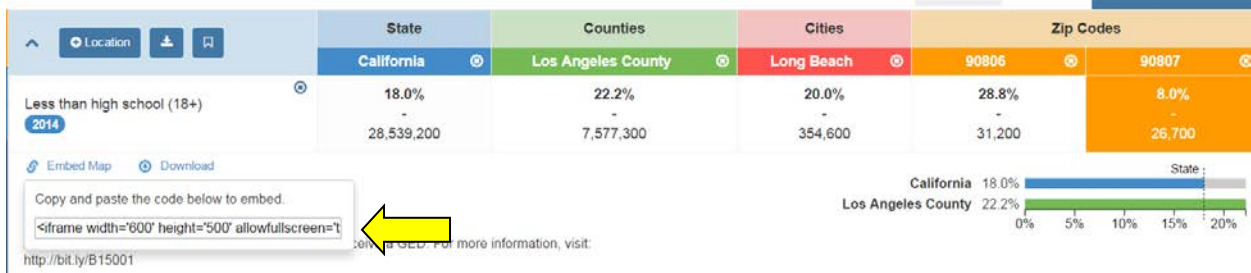 State Counties Cities Zip Codes
Location
California Los Angeles County Long Beach 90806 90807
Less than high school (18+) 18.0% 22.2% 20.0% 28.8% 8.0%
2014 - - - - -
28,539,200 7,577,300 354,600 31,200 26,700
Embed Map Download
State
Copy and paste the code below to embed.
California 18.0%
<iframe width='600' height='500' allowfullscreen='t
Los Angeles County 22.2%
0% 5% 10% 15% 20%
GED. For more information, visit:
http://bit.ly/B15001